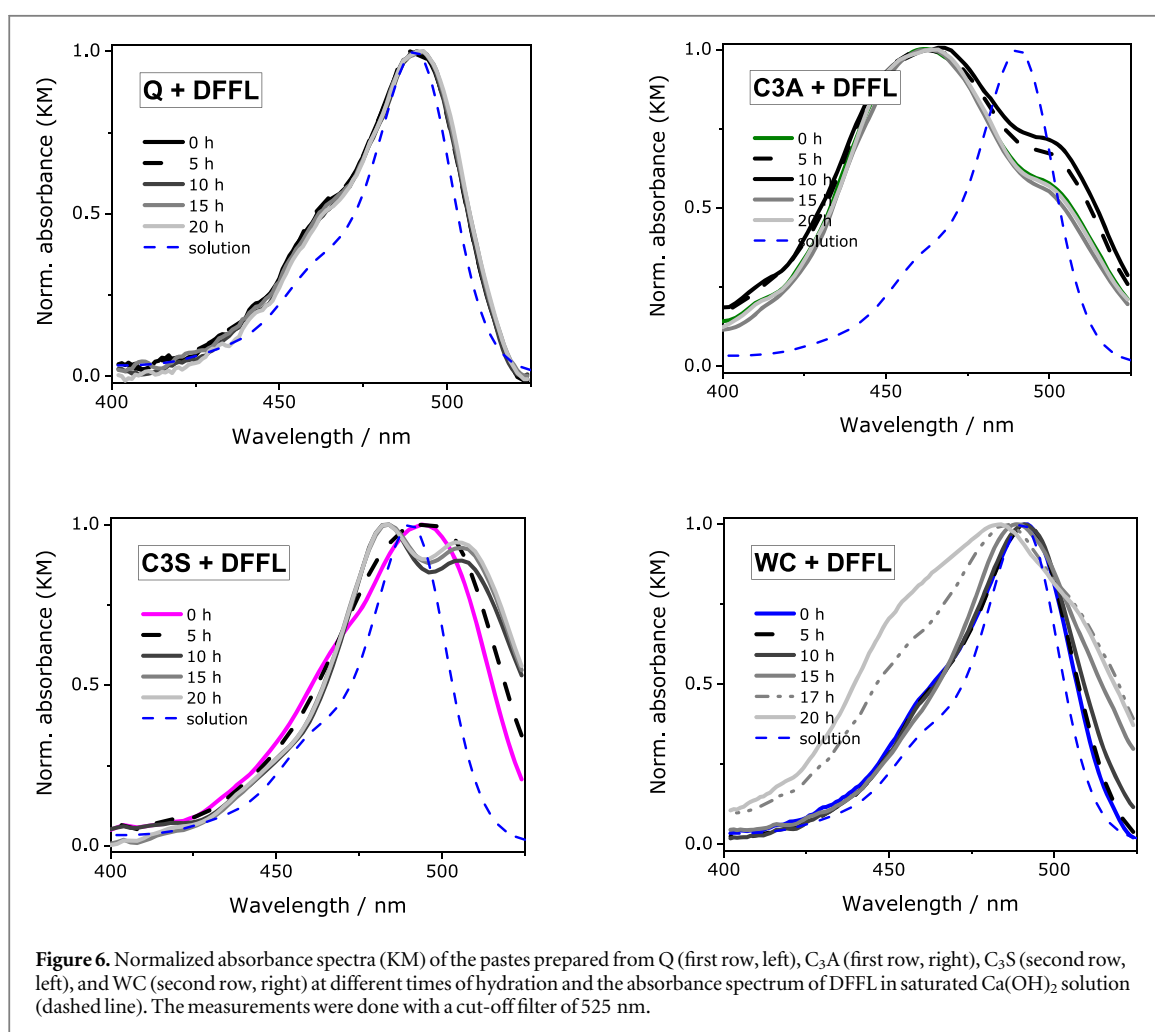 Q + DFFL
0 h
5 h
10 h
15 h
20 h
solution
1.0
0.5
0.0
400
450
500
Norm. absorbance (KM)
Wavelength / nm
C3A + DFFL
0 h
5 h
10 h
15 h
20 h
solution
1.0
0.5
0.0
400
450
500
Norm. absorbance (KM)
Wavelength / nm
C3S + DFFL
0 h
5 h
10 h
15 h
20 h
solution
1.0
0.5
0.0
400
450
500
Norm. absorbance (KM)
Wavelength / nm
WC + DFFL
0 h
5 h
10 h
15 h
17 h
20 h
solution
1.0
0.5
0.0
400
450
500
Norm. absorbance (KM)
Wavelength / nm
Figure 6. Normalized absorbance spectra (KM) of the pastes prepared from Q (first row, left), C₃A (first row, right), C₃S (second row,
left), and WC (second row, right) at different times of hydration and the absorbance spectrum of DFFL in saturated Ca(OH)₂ solution
(dashed line). The measurements were done with a cut-off filter of 525 nm.